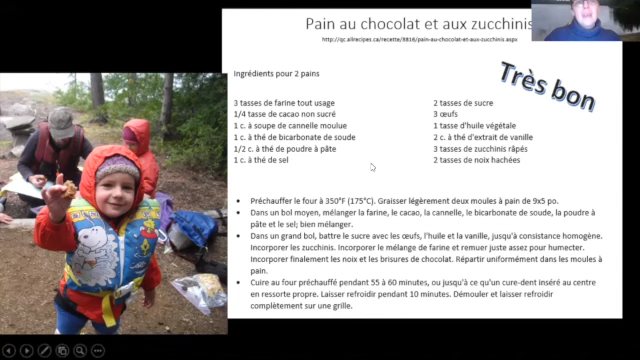 Pain au chocolat et aux zucchinis
http://qc.allrecipes.ca/recette/8816/pain-au-chocolat-et-aux-zucchinis.aspx
Très bon
Ingrédients pour 2 pains
3 tasses de farine tout usage
1/4 tasse de cacao non sucré
1 c. à soupe de cannelle moulue
1 c. à thé de bicarbonate de soude
1/2 c. à thé de poudre à pâte
1 c. à thé de sel
2 tasses de sucre
3 œufs
1 tasse d'huile végétale
2 c. à thé d'extrait de vanille
3 tasses de zucchinis râpés
2 tasses de noix hachées
• Préchauffer le four à 350°F (175°C). Graisser légèrement deux moules à pain de 9x5 po.
• Dans un bol moyen, mélanger la farine, le cacao, la cannelle, le bicarbonate de soude, la poudre à
pâte et le sel; bien mélanger.
• Dans un grand bol, battre le sucre avec les œufs, l'huile et la vanille, jusqu'à consistance homogène.
Incorporer les zucchinis. Incorporer le mélange de farine et remuer juste assez pour humecter.
Incorporer finalement les noix et les brisures de chocolat. Répartir uniformément dans les moules à
pain.
• Cuire au four préchauffé pendant 55 à 60 minutes, ou jusqu'à ce qu'un cure-dent inséré au centre
en ressorte propre. Laisser refroidir pendant 10 minutes. Démouler et laisser refroidir
complètement sur une grille.